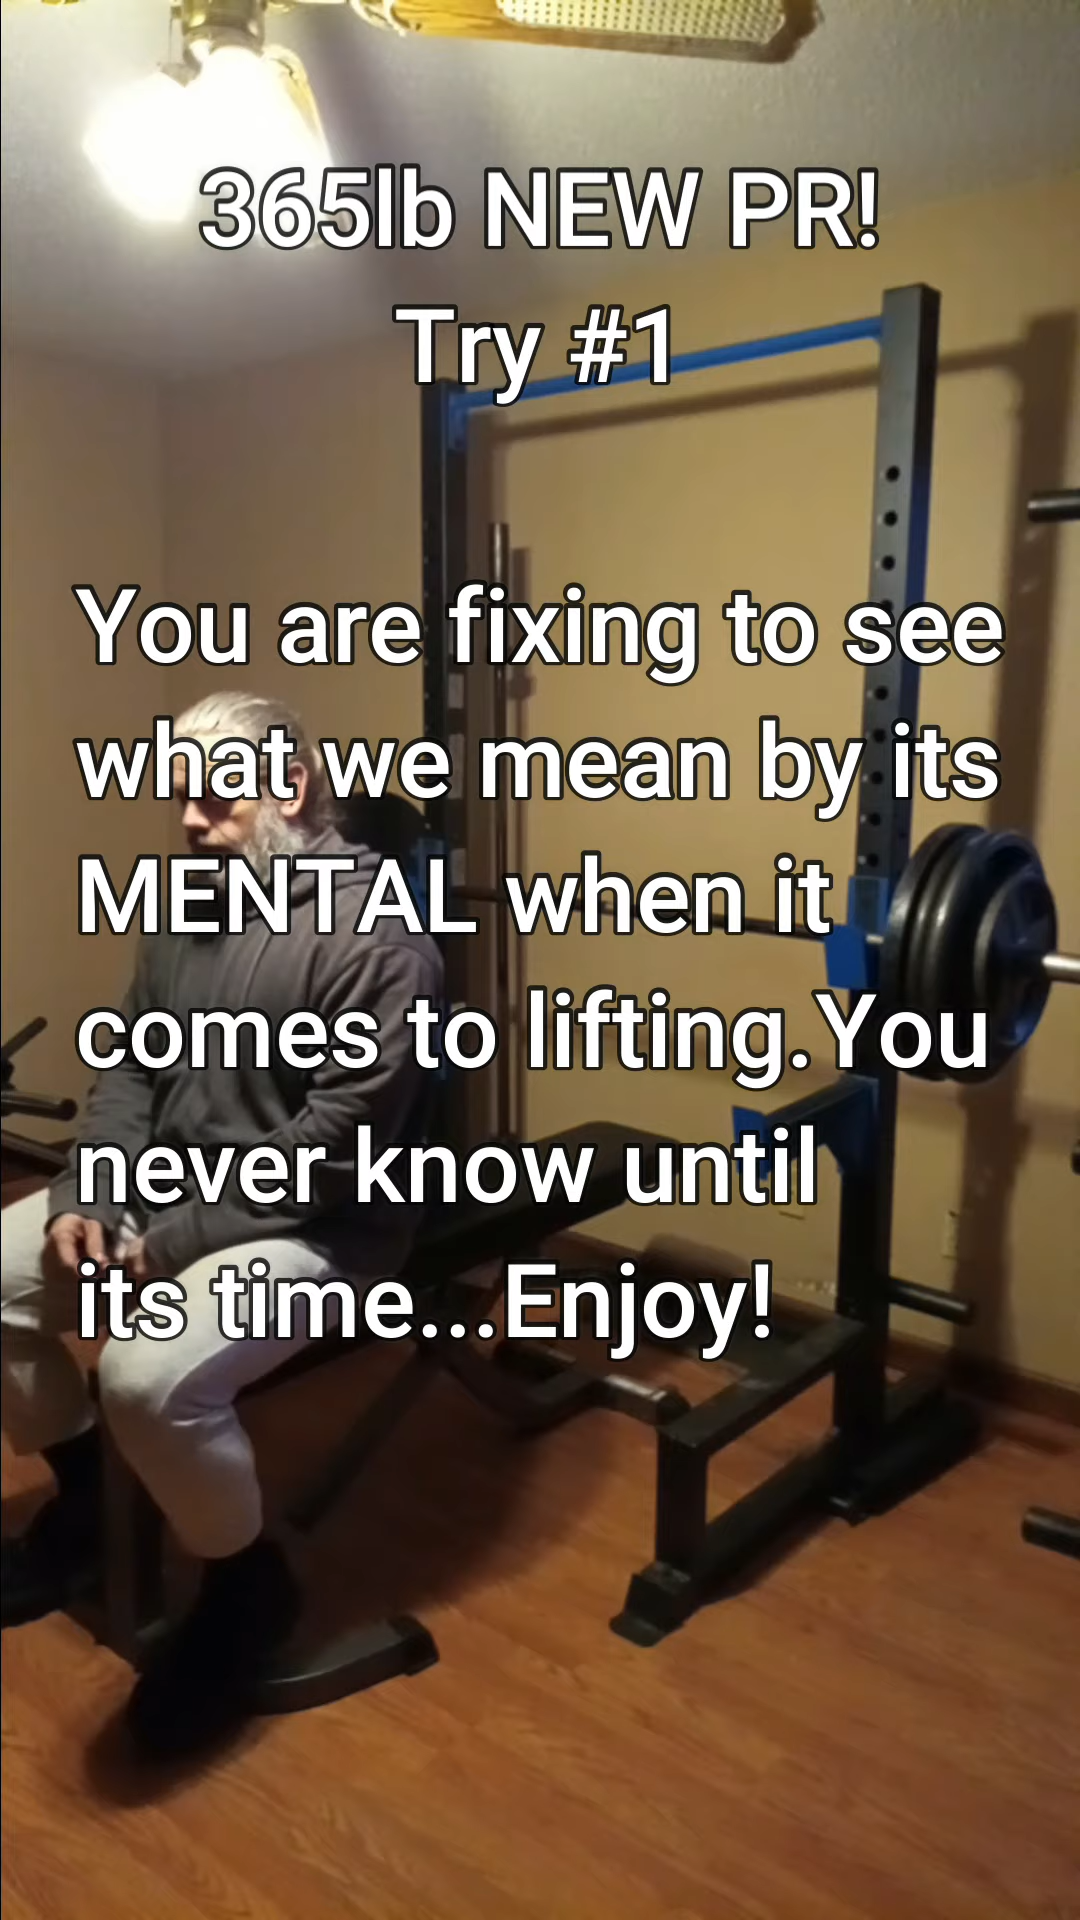 365lb NEW PR!
Try #1
You are fixing to see
what we mean by its
MENTAL when it
comes to lifting.You
never know until
its time...Enjoy!